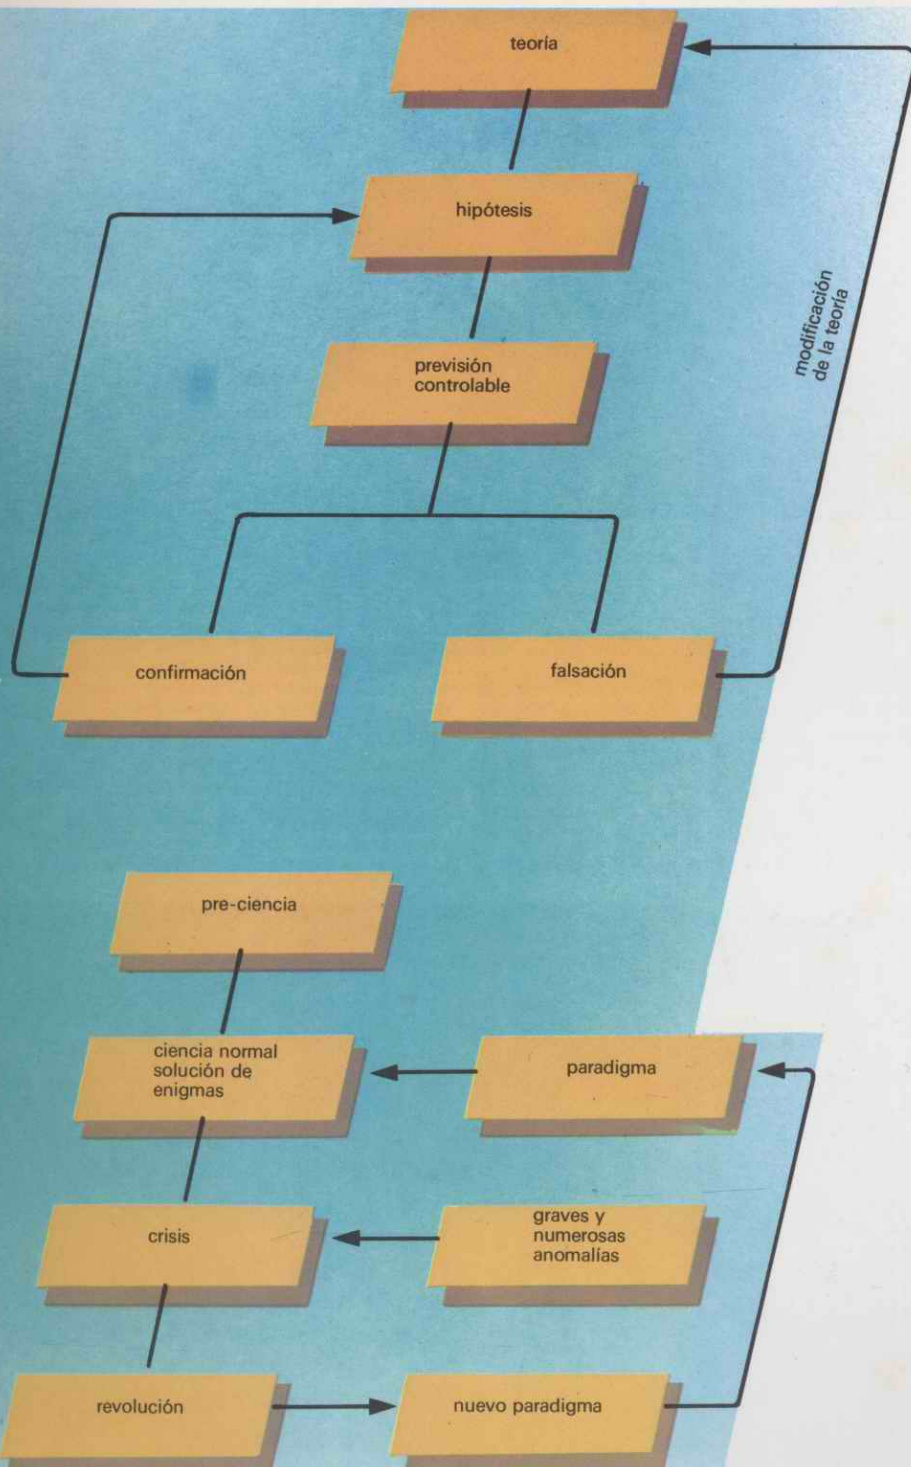 teoría
hipótesis
modificación
de la teoría
previsión
controlable
confirmación
falsación
pre-ciencia
ciencia normal
solución de
enigmas
paradigma
crisis
graves y
numerosas
anomalías
revolución
nuevo paradigma